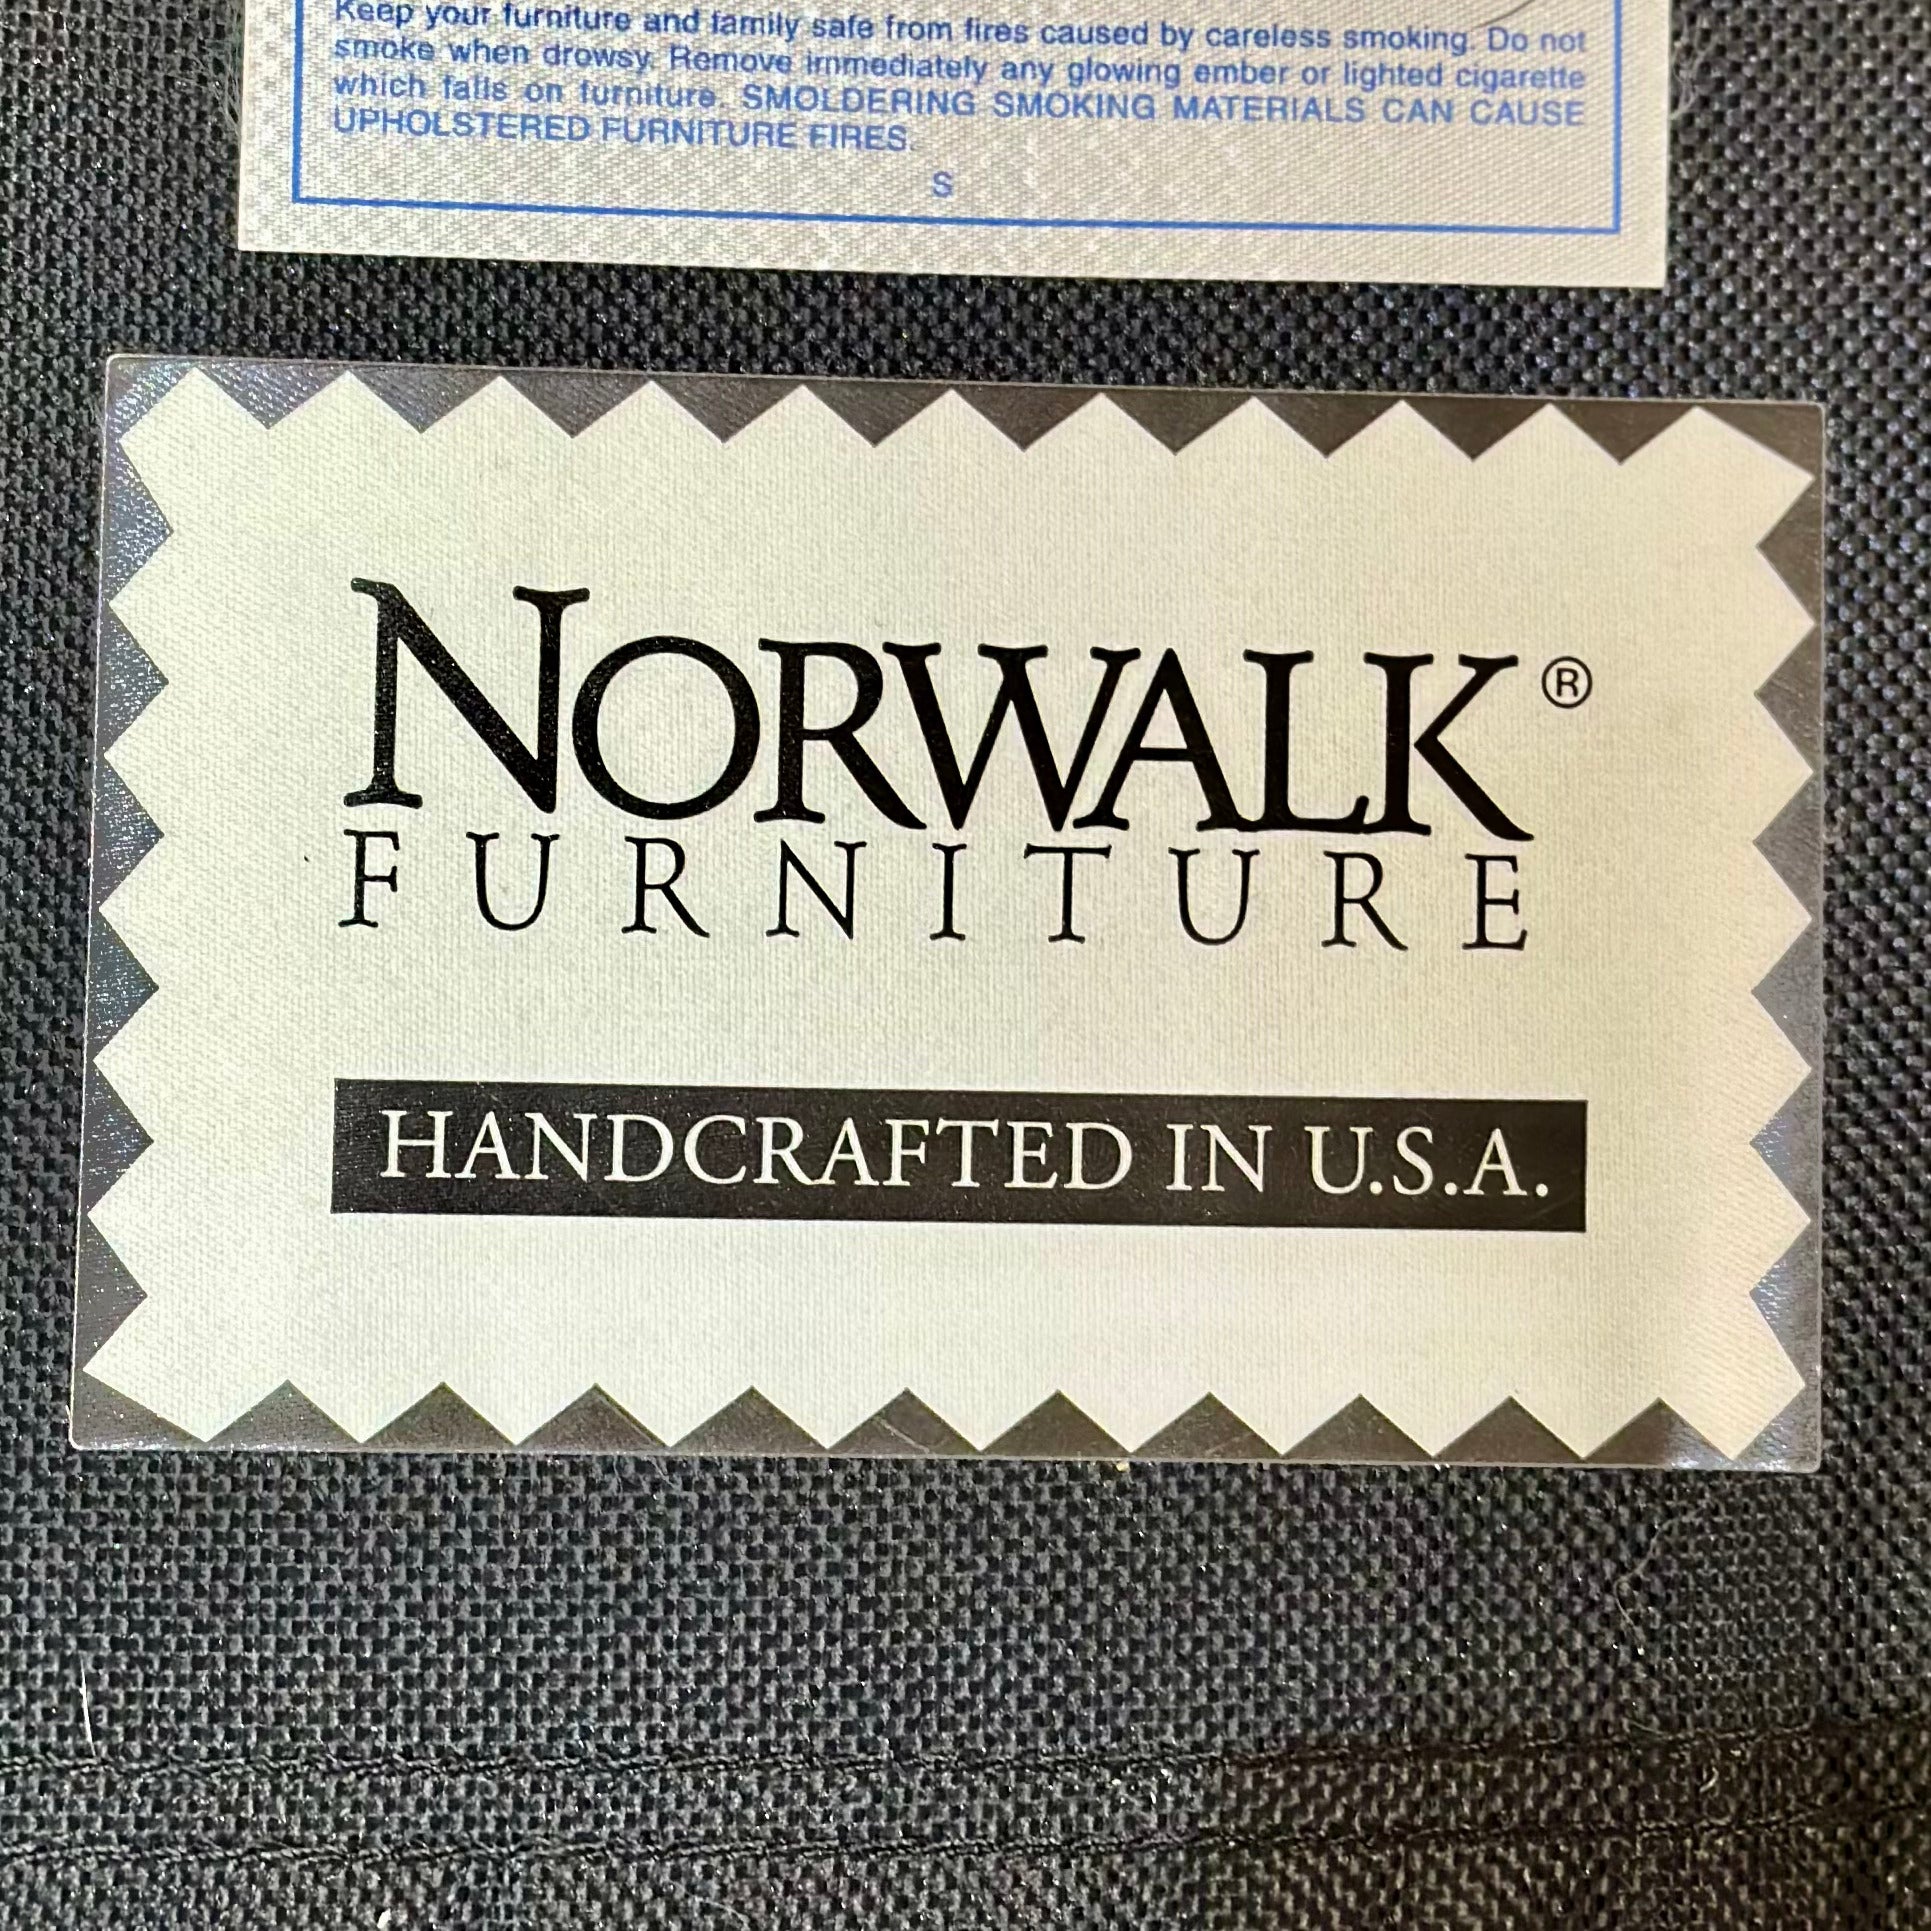 Keep your furniture and family safe from fires caused by careless smoking. Do not
smoke when drowsy. Remove immediately any glowing ember or lighted cigarette
which falls on furniture. SMOLDERING SMOKING MATERIALS CAN CAUSE
UPHOLSTERED FURNITURE FIRES.
S
NORWALK®
FURNITURE
HANDCRAFTED IN U.S.A.